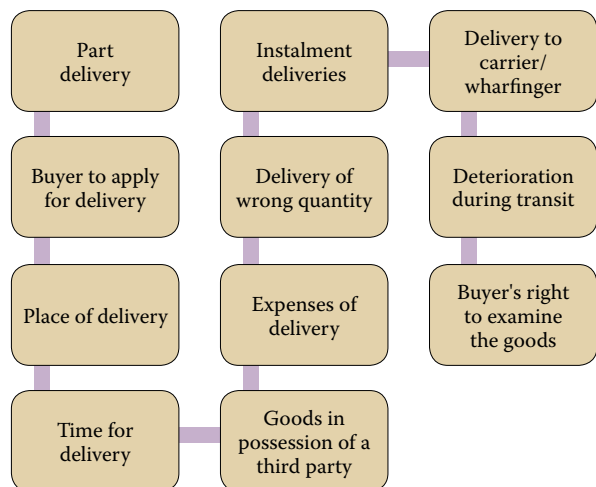 Part
delivery
Buyer to apply
for delivery
Place of delivery
Time for
delivery
Goods in
possession of a
third party
Expenses of
delivery
Delivery of
wrong quantity
Instalment
deliveries
Delivery to
carrier/
wharfinger
Deterioration
during transit
Buyer's right
to examine
the goods